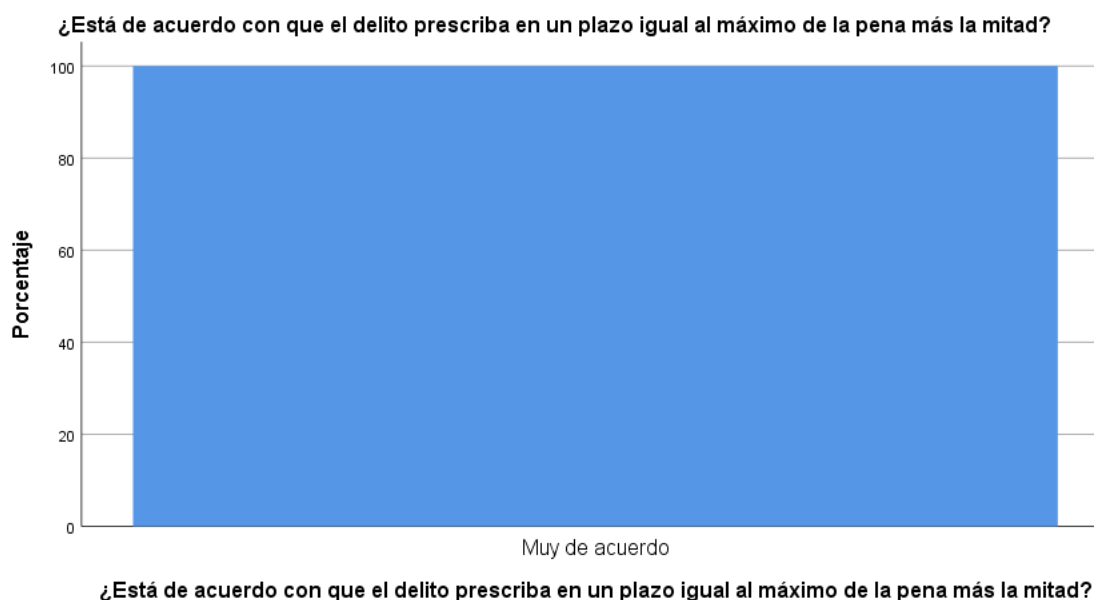 ¿Está de acuerdo con que el delito prescriba en un plazo igual al máximo de la pena más la mitad?
100
80
60
40
20
0
Porcentaje
Muy de acuerdo
¿Está de acuerdo con que el delito prescriba en un plazo igual al máximo de la pena más la mitad?